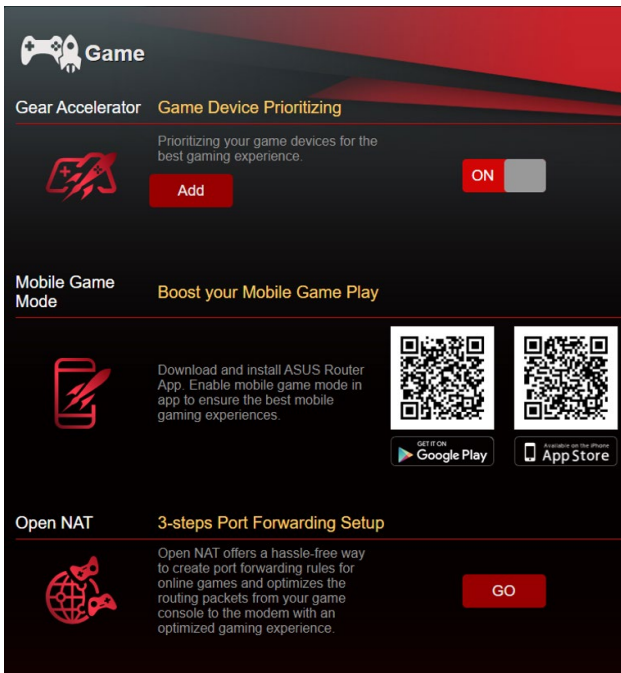 Game
Gear Accelerator
Game Device Prioritizing
Prioritizing your game devices for the
best gaming experience.
Add
ON
Mobile Game
Mode
Boost your Mobile Game Play
Download and install ASUS Router
App. Enable mobile game mode in
app to ensure the best mobile
gaming experiences.
GET IT ON
Google Play
Available on the iPhone
App Store
Open NAT
3-steps Port Forwarding Setup
Open NAT offers a hassle-free way
to create port forwarding rules for
online games and optimizes the
routing packets from your game
console to the modem with an
optimized gaming experience.
GO